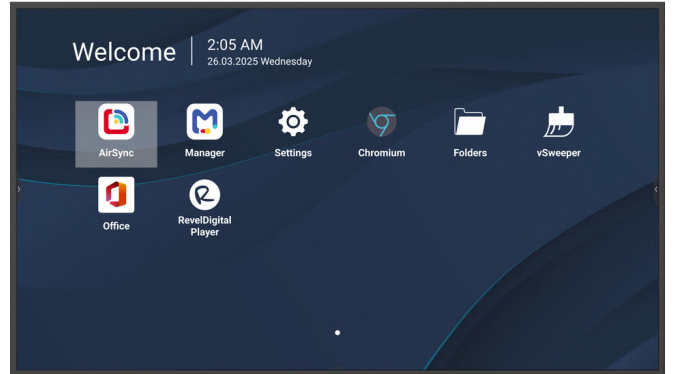 Welcome
2:05 AM
26.03.2025 Wednesday
AirSync
Manager
Settings
Chromium
Folders
vSweeper
Office
RevelDigital
Player